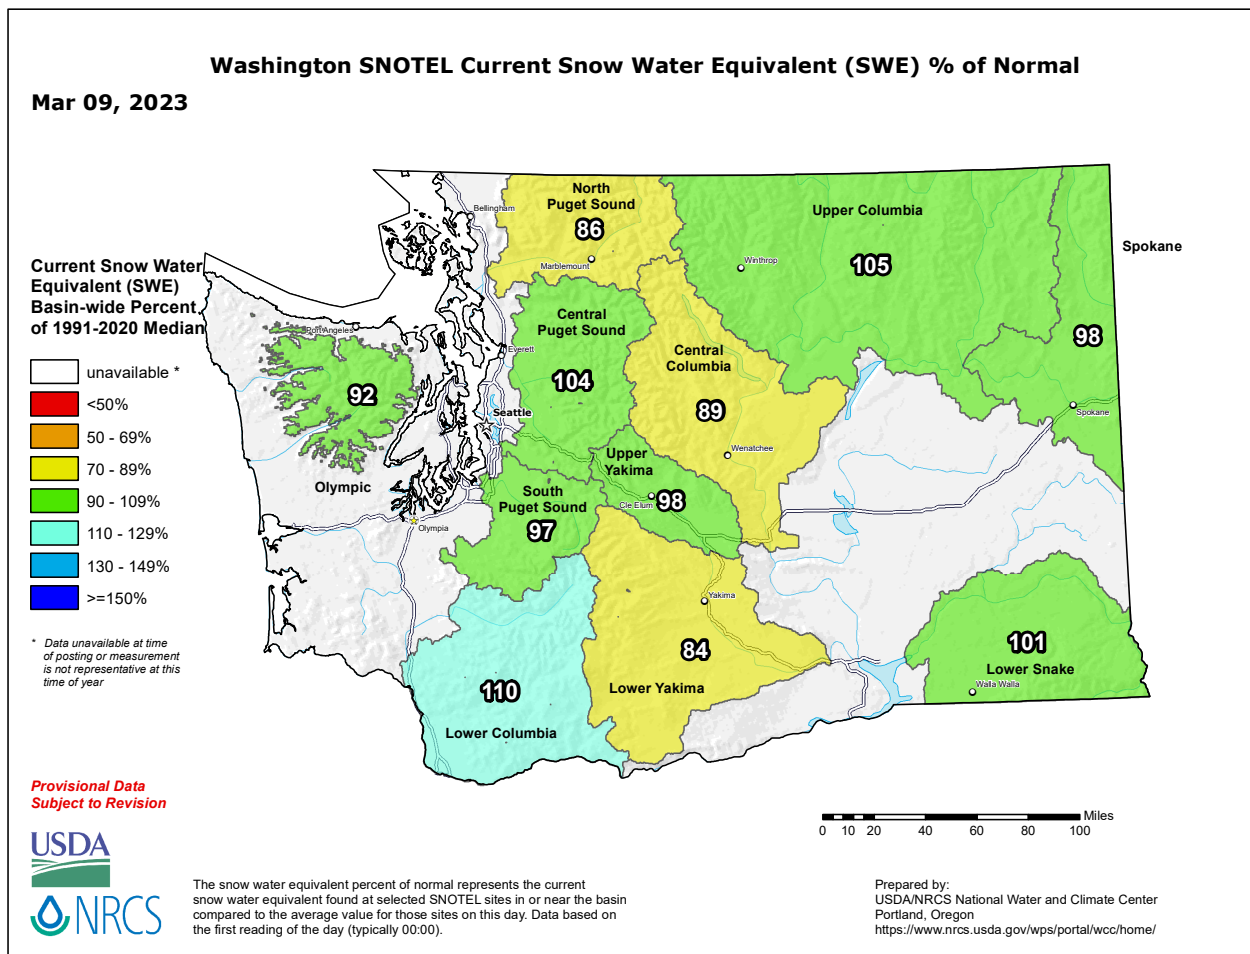 Washington SNOTEL Current Snow Water Equivalent (SWE) % of Normal
Mar 09, 2023
Current Snow Water
Equivalent (SWE)
Basin-wide Percent
of 1991-2020 Median
unavailable *
<50%
50 - 69%
70 - 89%
90 - 109%
110 - 129%
130 - 149%
>=150%
* Data unavailable at time
of posting or measurement
is not representative at this
time of year
Provisional Data
Subject to Revision
USDA
NRCS
North
Puget Sound
86
Marblemount
Bellingham
Upper Columbia
105
Winthrop
Spokane
98
Spokane
Port Angeles
92
Olympic
Everett
Central
Puget Sound
104
Seattle
Central
Columbia
89
Wenatchee
Upper
Yakima
98
Cle Elum
South
Puget Sound
97
Olympia
Yakima
84
Lower Yakima
110
Lower Columbia
101
Lower Snake
Walla Walla
Miles
0 10 20 40 60 80 100
The snow water equivalent percent of normal represents the current
snow water equivalent found at selected SNOTEL sites in or near the basin
compared to the average value for those sites on this day. Data based on
the first reading of the day (typically 00:00).
Prepared by:
USDA/NRCS National Water and Climate Center
Portland, Oregon
https://www.nrcs.usda.gov/wps/portal/wcc/home/